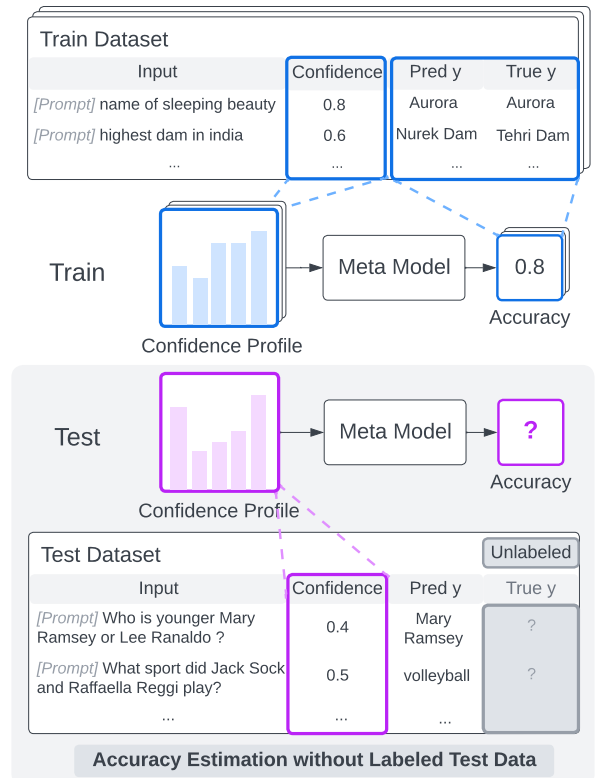 Train Dataset
Input Confidence Pred y True y
[Prompt] name of sleeping beauty 0.8 Aurora Aurora
[Prompt] highest dam in india 0.6 Nurek Dam Tehri Dam
... ... ... ...
Train
Meta Model
0.8
Confidence Profile
Accuracy
Test
Meta Model
?
Confidence Profile
Accuracy
Test Dataset
Unlabeled
Input Confidence Pred y True y
[Prompt] Who is younger Mary
Ramsey or Lee Ranaldo ?
0.4
Mary
Ramsey
?
[Prompt] What sport did Jack Sock
and Raffaella Reggi play?
0.5
volleyball
?
... ... ...
Accuracy Estimation without Labeled Test Data